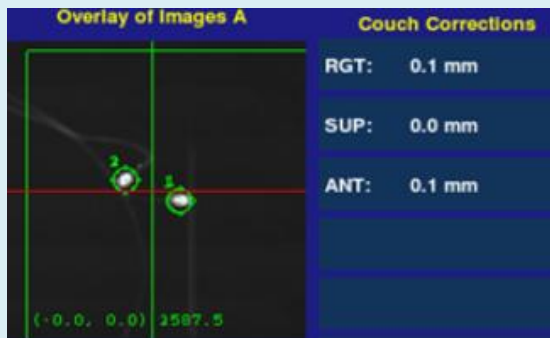 Overlay of Images A
2
1
(-0.0, 0.0) 2587.5
Couch Corrections
RGT: 0.1 mm
SUP: 0.0 mm
ANT: 0.1 mm